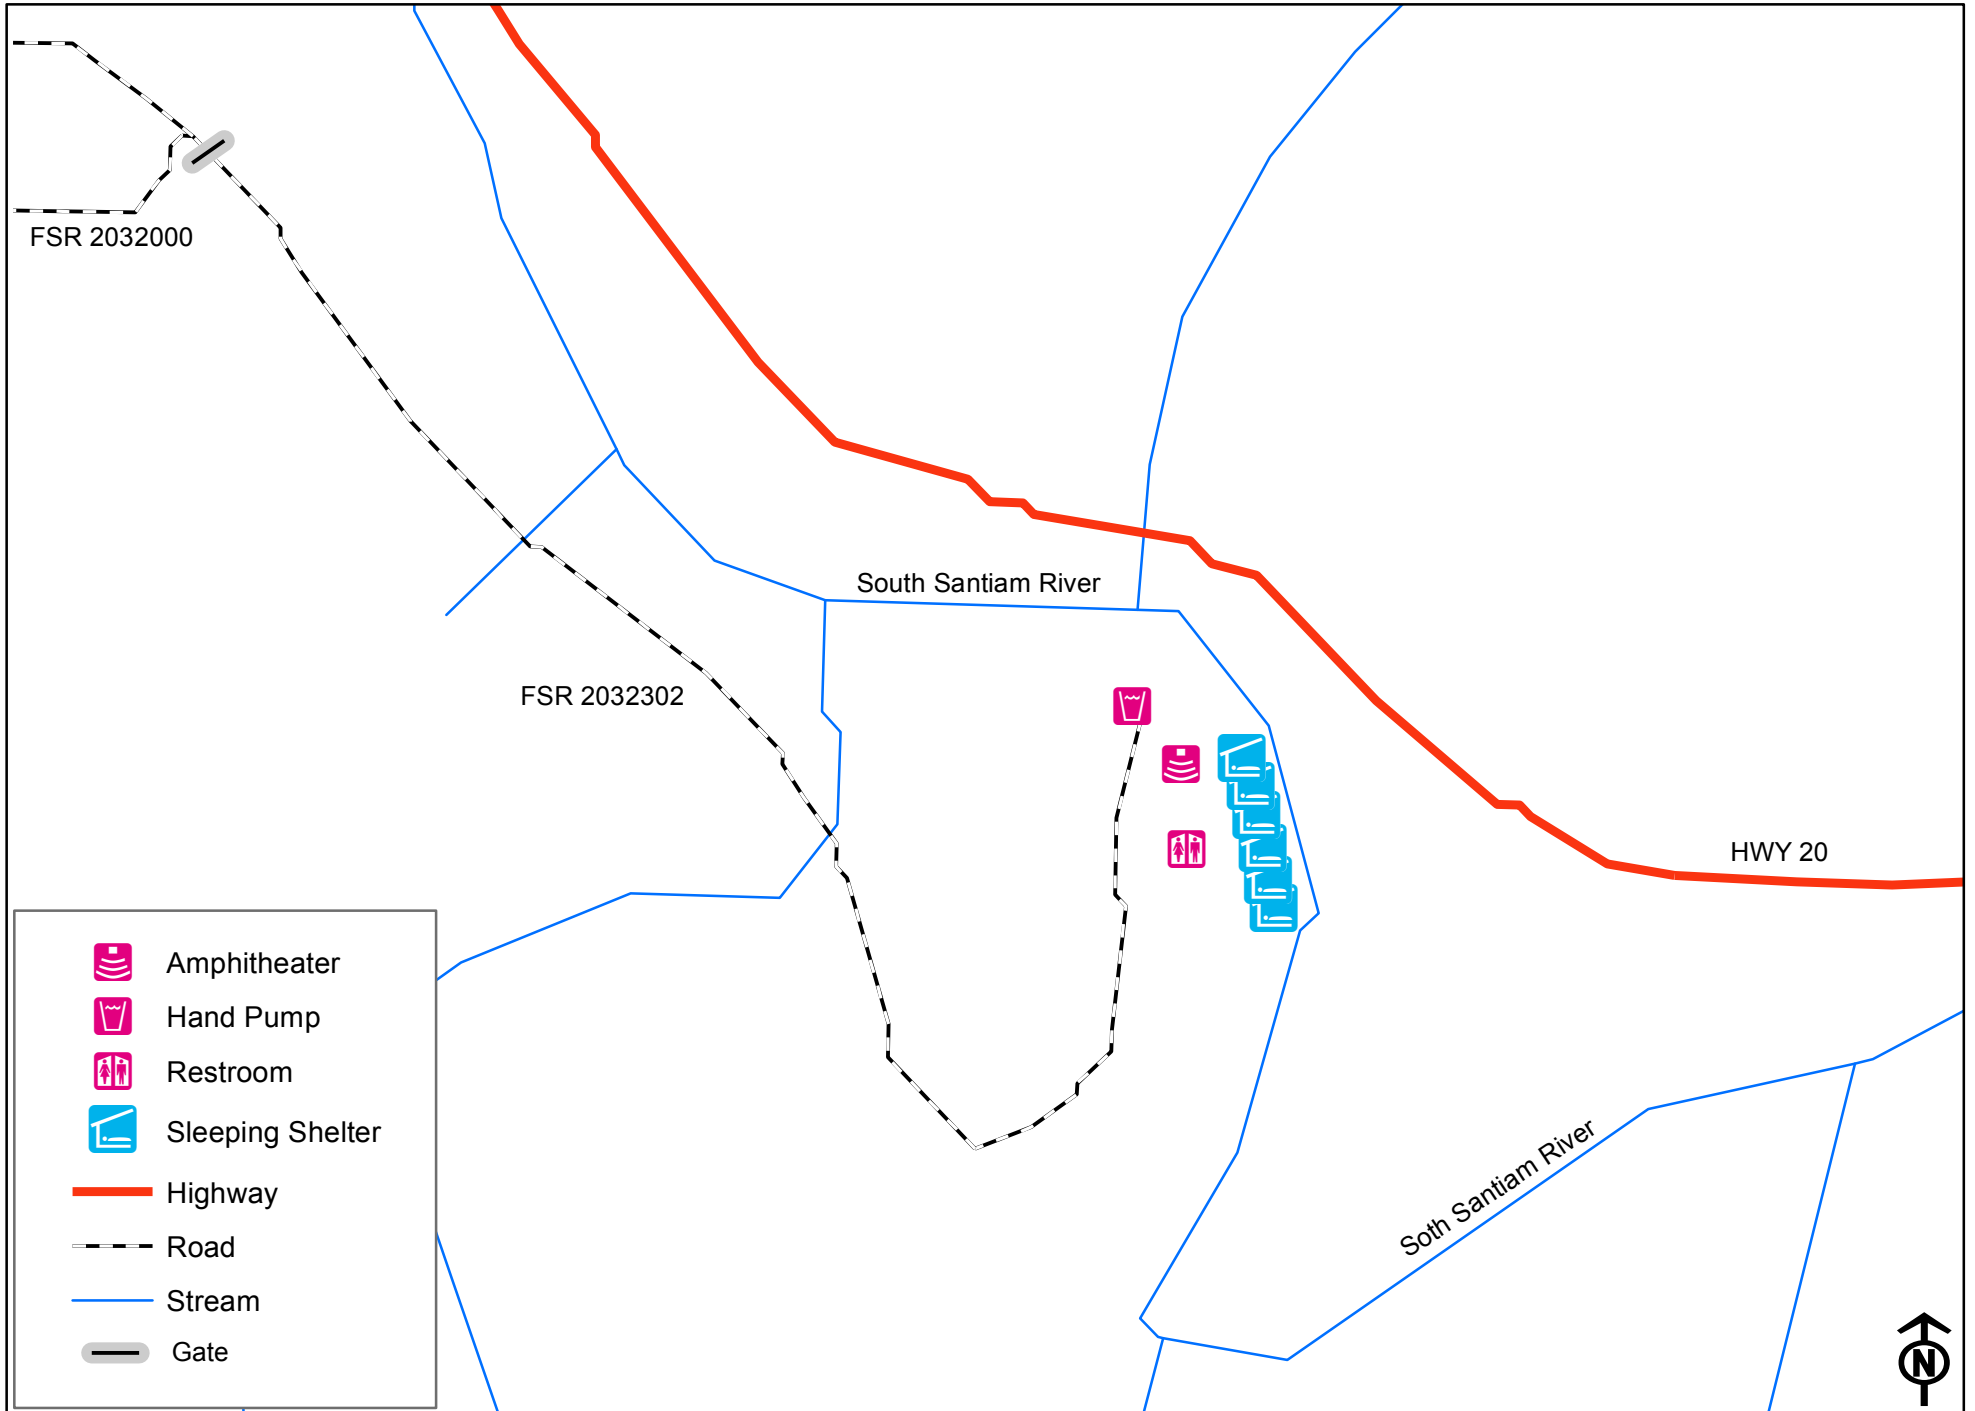 FSR 2032000
South Santiam River
FSR 2032302
HWY 20
Soth Santiam River
Amphitheater
Hand Pump
Restroom
Sleeping Shelter
Highway
Road
Stream
Gate
N